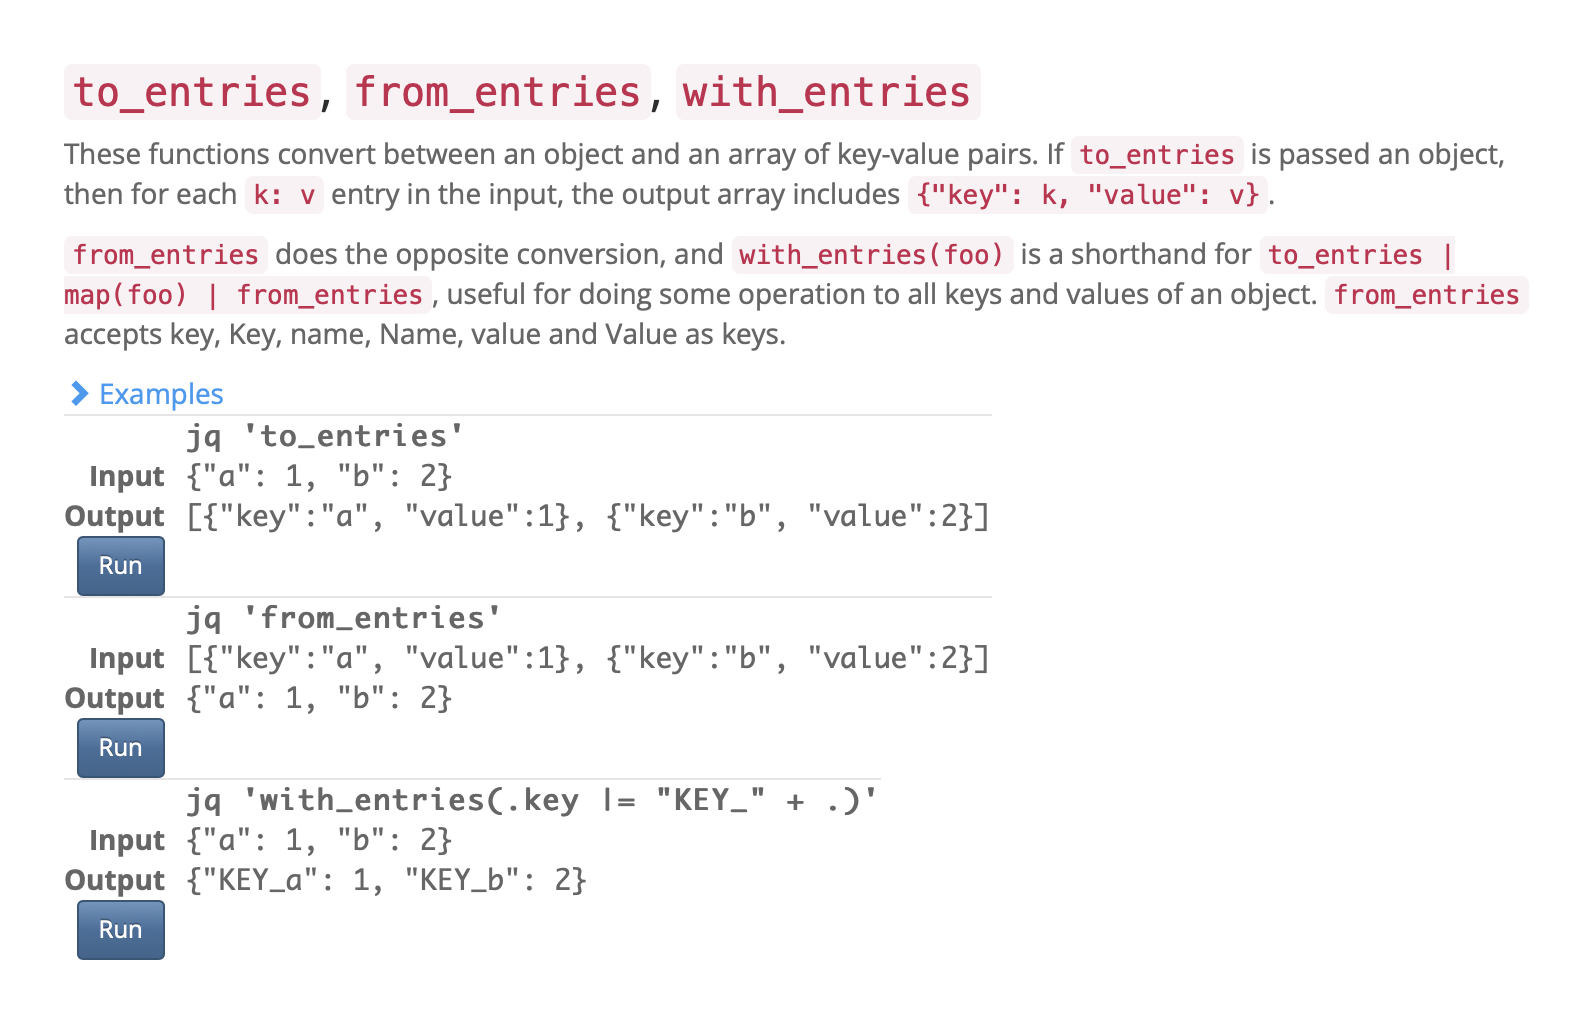 to_entries, from_entries, with_entries
These functions convert between an object and an array of key-value pairs. If to_entries is passed an object,
then for each k: v entry in the input, the output array includes {"key": k, "value": v}.
from_entries does the opposite conversion, and with_entries(foo) is a shorthand for to_entries |
map(foo) | from_entries, useful for doing some operation to all keys and values of an object. from_entries
accepts key, Key, name, Name, value and Value as keys.
Examples
jq 'to_entries'
Input {"a": 1, "b": 2}
Output [{"key":"a", "value":1}, {"key":"b", "value":2}]
Run
jq 'from_entries'
Input [{"key":"a", "value":1}, {"key":"b", "value":2}]
Output {"a": 1, "b": 2}
Run
jq 'with_entries(.key |= "KEY_" + .)'
Input {"a": 1, "b": 2}
Output {"KEY_a": 1, "KEY_b": 2}
Run